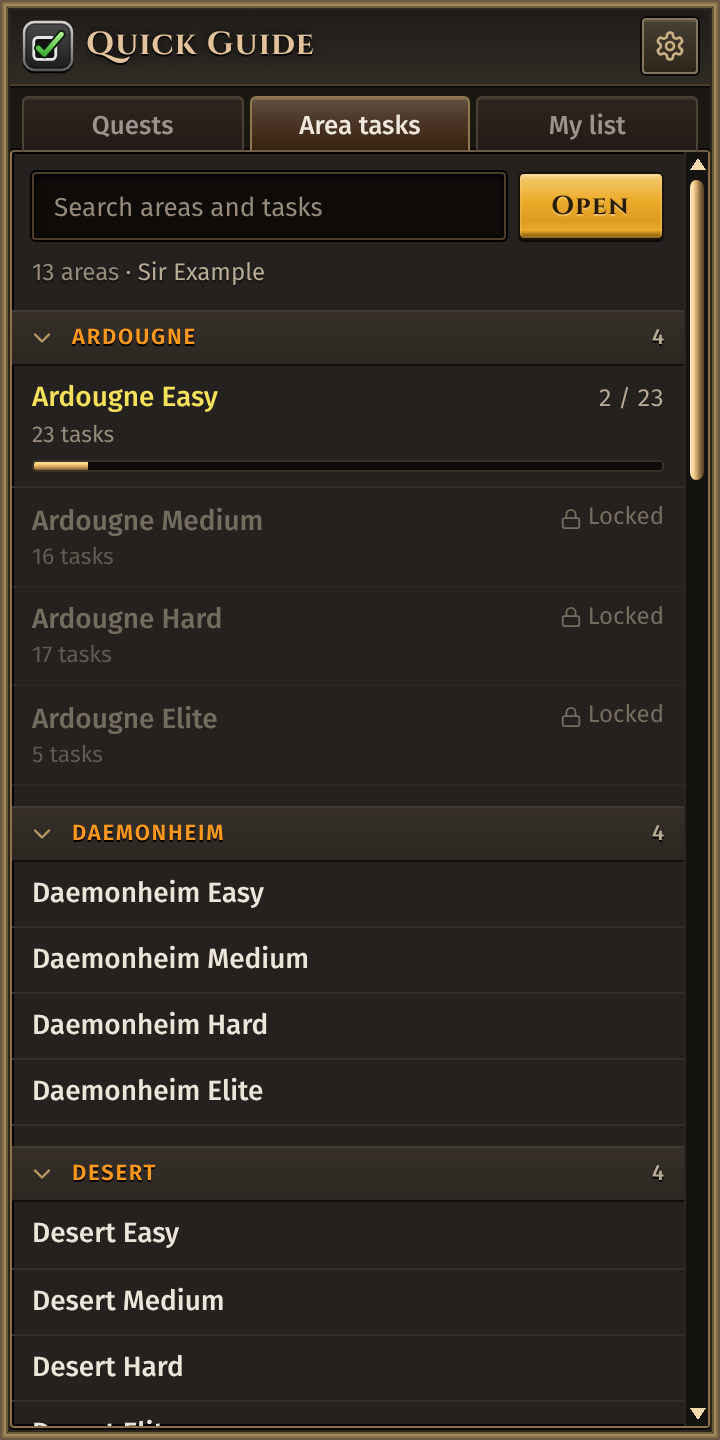 Quick Guide
Quests
Area tasks
My list
Search areas and tasks
Open
13 areas · Sir Example
ARDOUGNE 4
Ardougne Easy 2 / 23
23 tasks
Ardougne Medium Locked
16 tasks
Ardougne Hard Locked
17 tasks
Ardougne Elite Locked
5 tasks
DAEMONHEIM 4
Daemonheim Easy
Daemonheim Medium
Daemonheim Hard
Daemonheim Elite
DESERT 4
Desert Easy
Desert Medium
Desert Hard